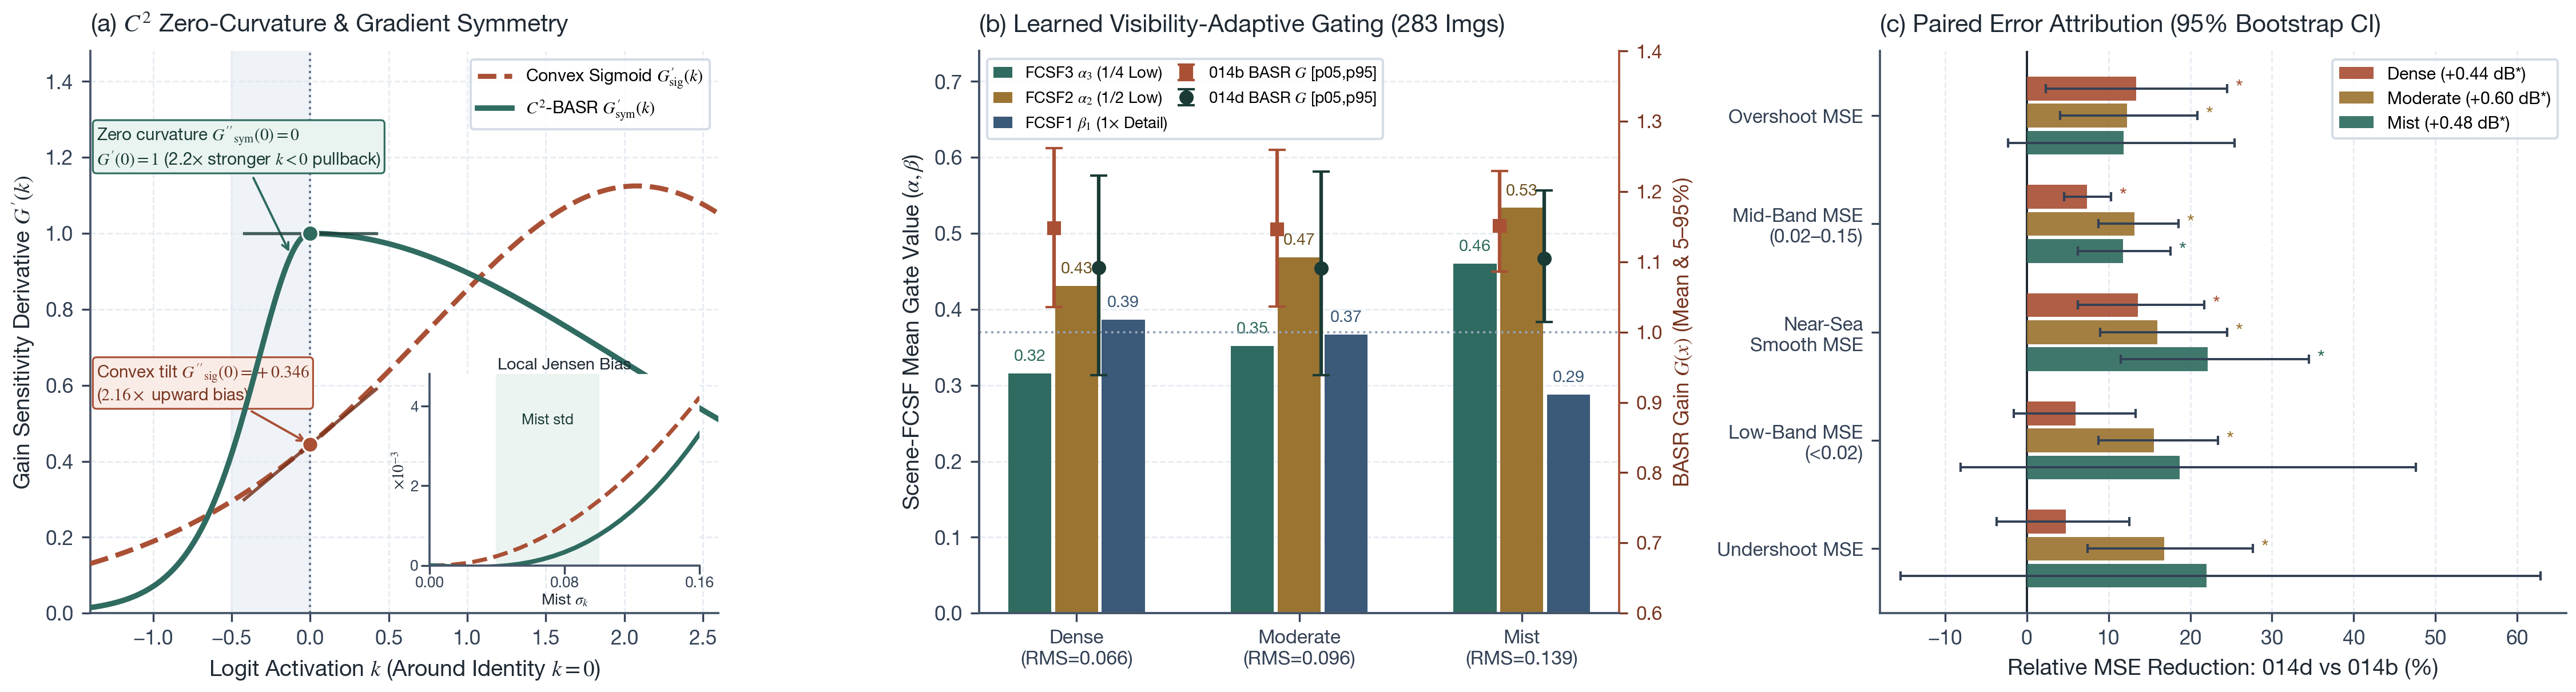 (a) C² Zero-Curvature & Gradient Symmetry
Gain Sensitivity Derivative G′(k)
1.4
1.2
1.0
0.8
0.6
0.4
0.2
0.0
Convex Sigmoid G′sig(k)
C²-BASR G′sym(k)
Zero curvature G′′sym(0)=0
G′(0)=1 (2.2× stronger k<0 pullback)
Convex tilt G′′sig(0)=+0.346
(2.16× upward bias)
Local Jensen Bias
Mist std
×10⁻³
4
2
0
0.00
0.08
0.16
Mist σk
−1.0
−0.5
0.0
0.5
1.0
1.5
2.0
2.5
Logit Activation k (Around Identity k=0)
(b) Learned Visibility-Adaptive Gating (283 Imgs)
Scene-FCSF Mean Gate Value (α, β)
0.7
0.6
0.5
0.4
0.3
0.2
0.1
0.0
FCSF3 α₃ (1/4 Low)
FCSF2 α₂ (1/2 Low)
FCSF1 β₁ (1× Detail)
014b BASR G [p05,p95]
014d BASR G [p05,p95]
0.32
0.43
0.39
0.35
0.47
0.37
0.46
0.53
0.29
Dense
(RMS=0.066)
Moderate
(RMS=0.096)
Mist
(RMS=0.139)
1.4
1.3
1.2
1.1
1.0
0.9
0.8
0.7
0.6
BASR Gain G(x) (Mean & 5–95%)
(c) Paired Error Attribution (95% Bootstrap CI)
Dense (+0.44 dB*)
Moderate (+0.60 dB*)
Mist (+0.48 dB*)
Overshoot MSE
*
*
Mid-Band MSE
(0.02–0.15)
*
*
*
Near-Sea
Smooth MSE
*
*
*
Low-Band MSE
(<0.02)
*
Undershoot MSE
*
−10
0
10
20
30
40
50
60
Relative MSE Reduction: 014d vs 014b (%)